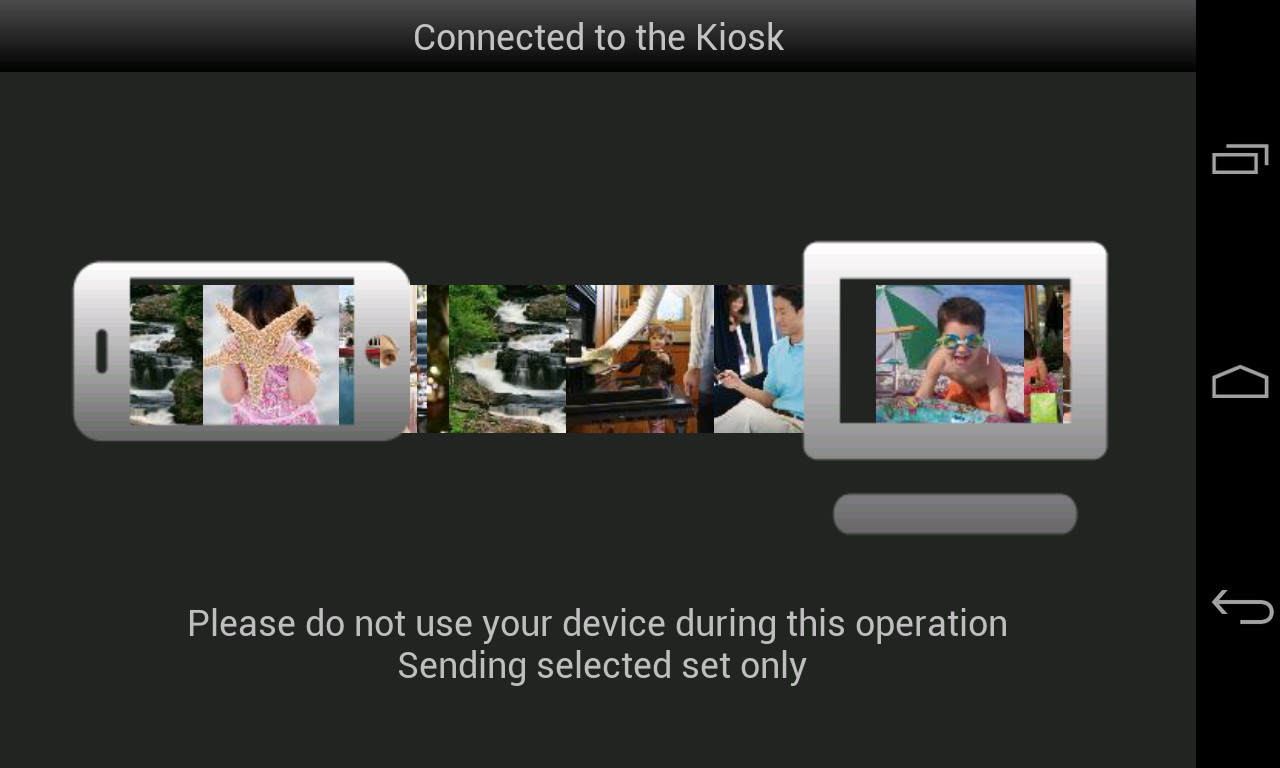 Connected to the Kiosk
Please do not use your device during this operation
Sending selected set only